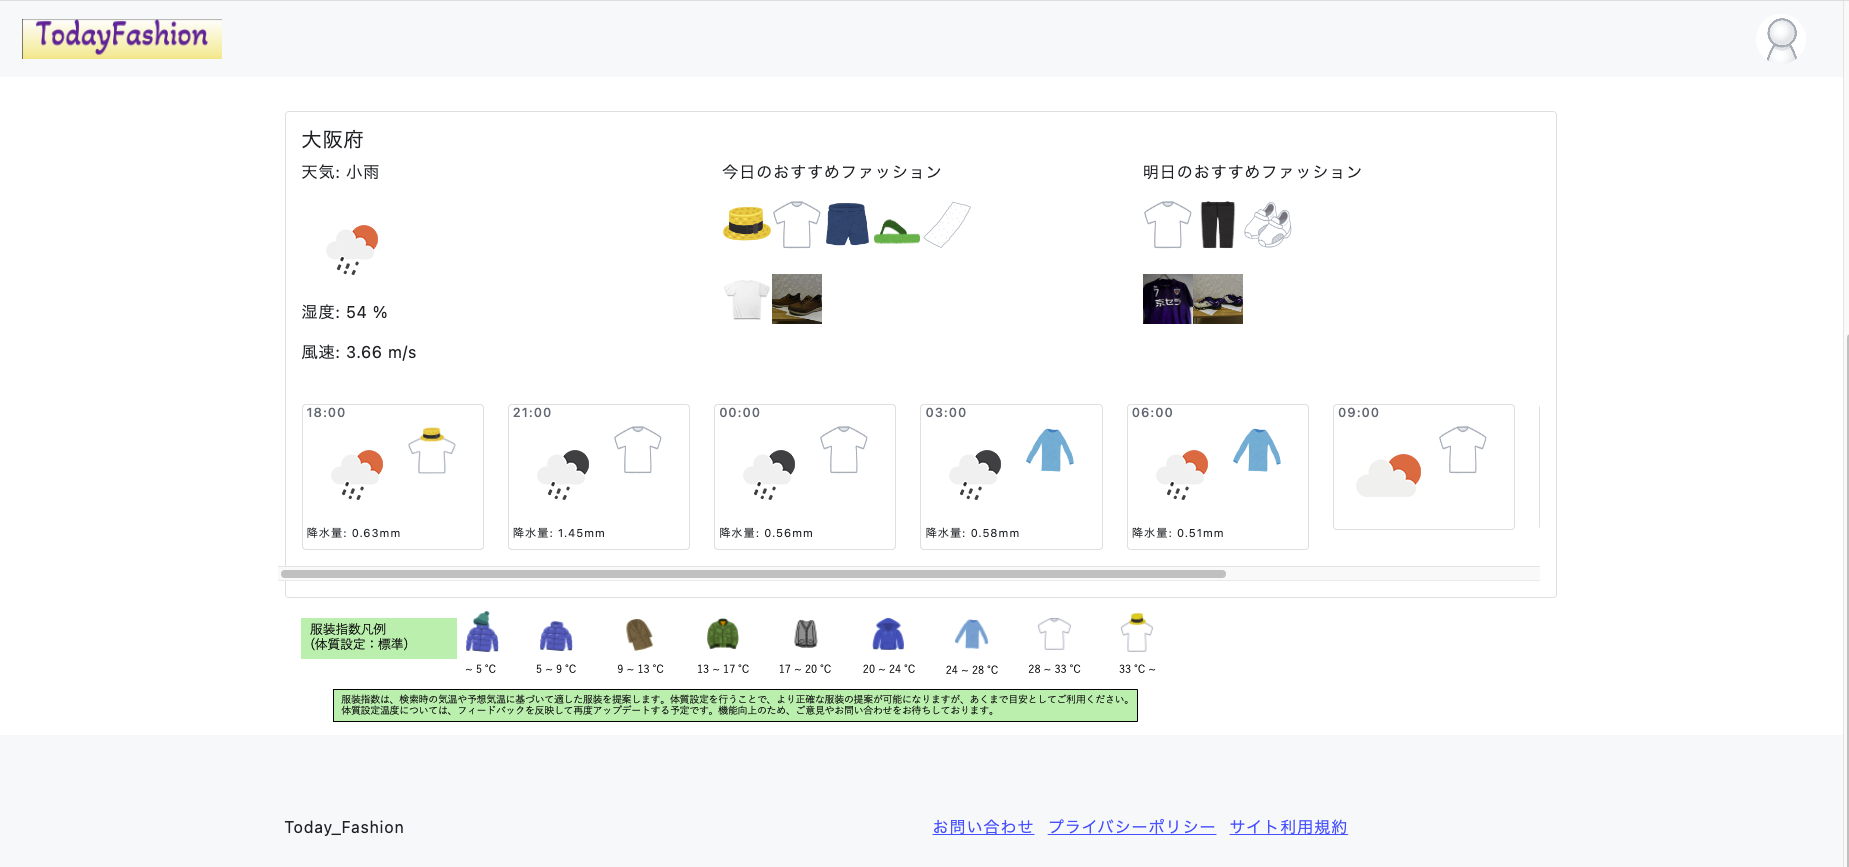 TodayFashion
大阪府
天気: 小雨
湿度: 54 %
風速: 3.66 m/s
今日のおすすめファッション
明日のおすすめファッション
7
京セラ
18:00
降水量: 0.63mm
21:00
降水量: 1.45mm
00:00
降水量: 0.56mm
03:00
降水量: 0.58mm
06:00
降水量: 0.51mm
09:00
服装指数凡例
(体質設定：標準)
~ 5 ℃
5 ~ 9 ℃
9 ~ 13 ℃
13 ~ 17 ℃
17 ~ 20 ℃
20 ~ 24 ℃
24 ~ 28 ℃
28 ~ 33 ℃
33 ℃ ~
服装指数は、検索時の気温や予想気温に基づいて適した服装を提案します。体質設定を行うことで、より正確な服装の提案が可能になりますが、あくまで目安としてご利用ください。
体質設定温度については、フィードバックを反映して再度アップデートする予定です。機能向上のため、ご意見やお問い合わせをお待ちしております。
Today_Fashion
お問い合わせ プライバシーポリシー サイト利用規約